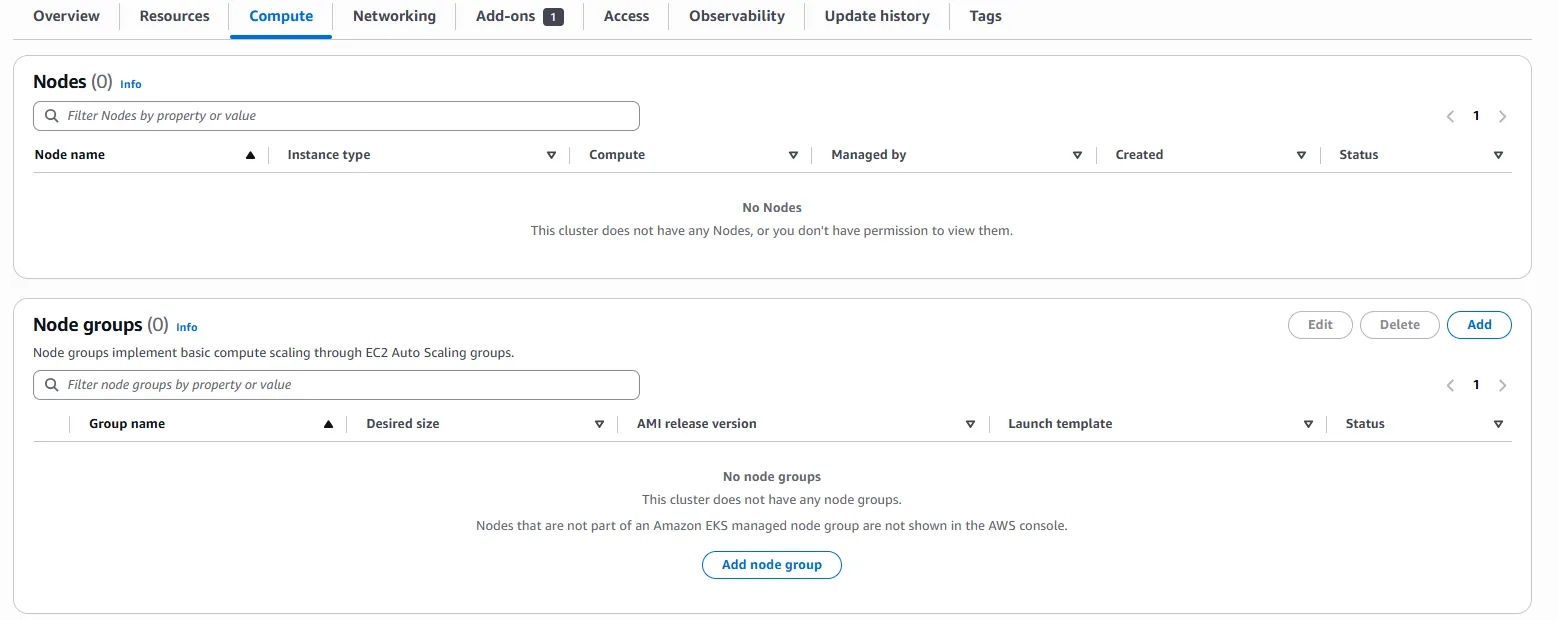 Overview Resources Compute Networking Add-ons 1 Access Observability Update history Tags
Nodes (0) Info
Filter Nodes by property or value
1
Node name Instance type Compute Managed by Created Status
No Nodes
This cluster does not have any Nodes, or you don't have permission to view them.
Node groups (0) Info
Edit Delete Add
Node groups implement basic compute scaling through EC2 Auto Scaling groups.
Filter node groups by property or value
1
Group name Desired size AMI release version Launch template Status
No node groups
This cluster does not have any node groups.
Nodes that are not part of an Amazon EKS managed node group are not shown in the AWS console.
Add node group